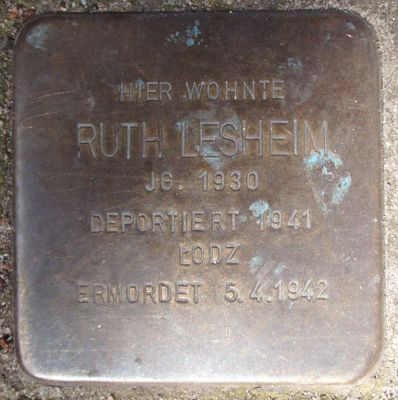 HIER WOHNTE
RUTH LESHEIM
JG. 1930
DEPORTIERT 1941
LODZ
ERMORDET 5.4.1942